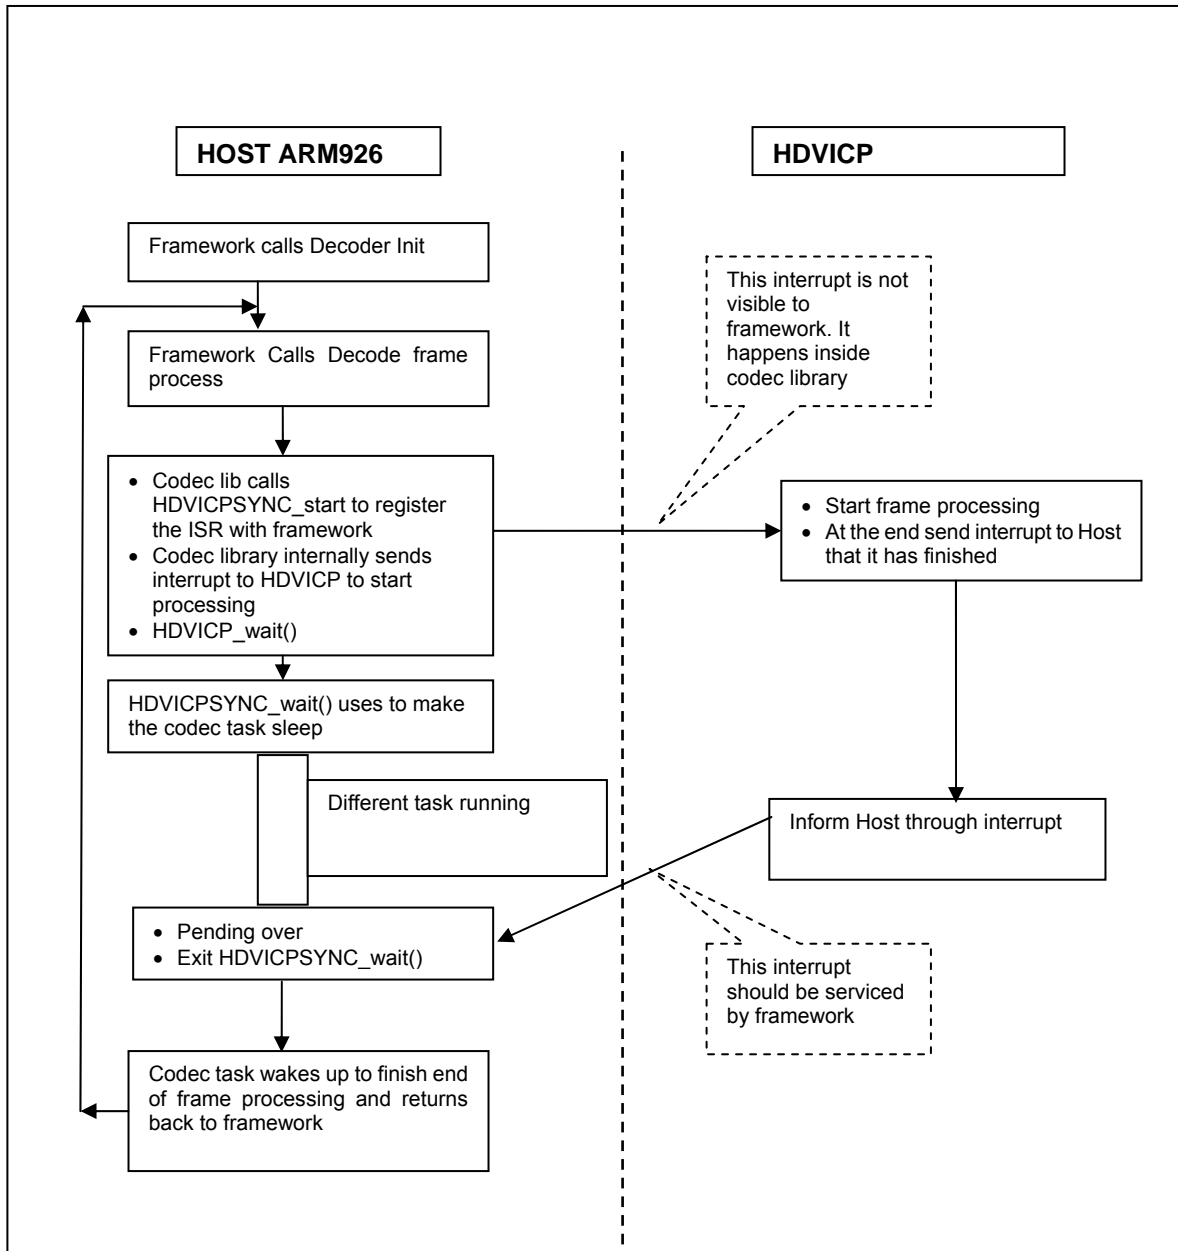 HOST ARM926
HDVICP
Framework calls Decoder Init
Framework Calls Decode frame
process
This interrupt is not
visible to
framework. It
happens inside
codec library
• Codec lib calls
HDVICPSYNC_start to register
the ISR with framework
• Codec library internally sends
interrupt to HDVICP to start
processing
• HDVICP_wait()
• Start frame processing
• At the end send interrupt to Host
that it has finished
HDVICPSYNC_wait() uses to make
the codec task sleep
Different task running
Inform Host through interrupt
• Pending over
• Exit HDVICPSYNC_wait()
This interrupt
should be serviced
by framework
Codec task wakes up to finish end
of frame processing and returns
back to framework